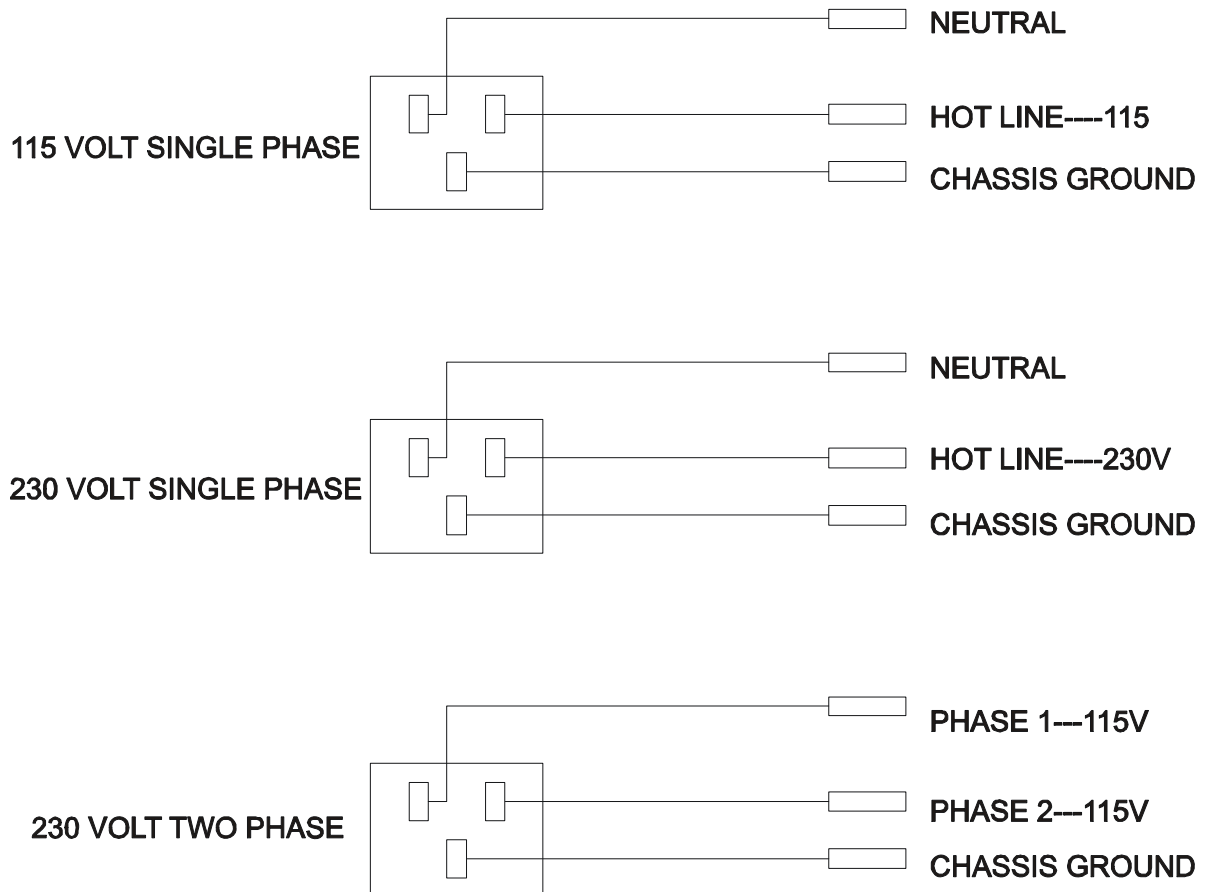 NEUTRAL
115 VOLT SINGLE PHASE
HOT LINE----115
CHASSIS GROUND
NEUTRAL
230 VOLT SINGLE PHASE
HOT LINE----230V
CHASSIS GROUND
PHASE 1---115V
230 VOLT TWO PHASE
PHASE 2---115V
CHASSIS GROUND